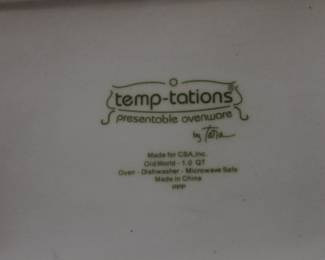 temp-tations®
presentable ovenware
by Tara
Made for CSA, Inc.
Old World - 1.0 QT
Oven - Dishwasher - Microwave Safe
Made in China
PPP